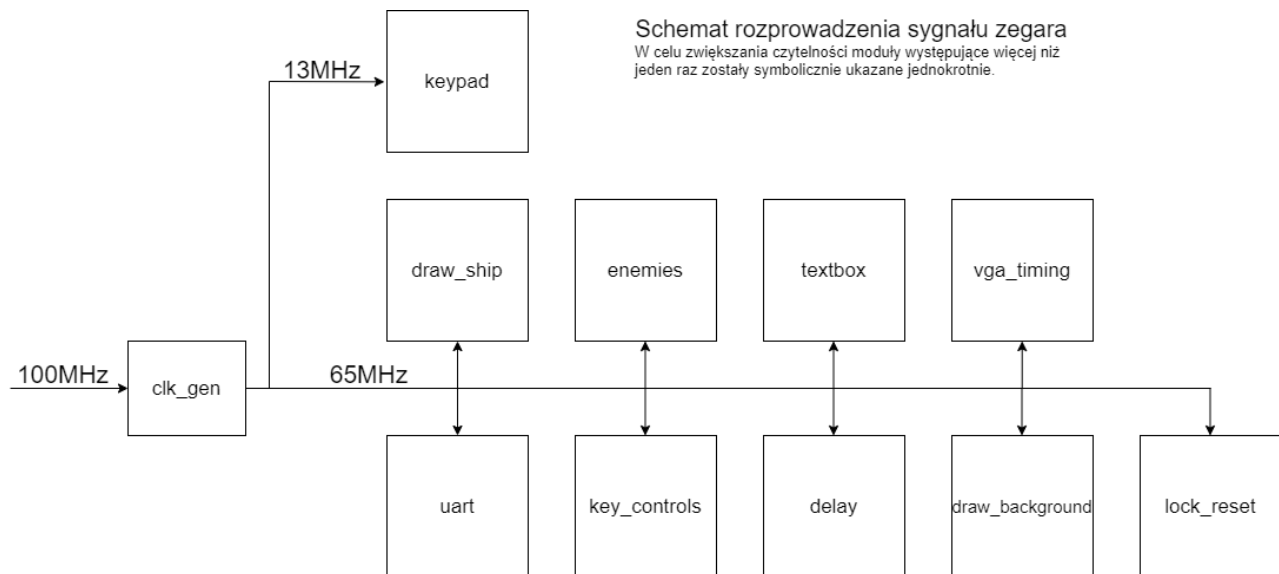 Schemat rozprowadzenia sygnału zegara
W celu zwiększania czytelności moduły występujące więcej niż
jeden raz zostały symbolicznie ukazane jednokrotnie.
13MHz
keypad
draw_ship
enemies
textbox
vga_timing
100MHz
clk_gen
65MHz
uart
key_controls
delay
draw_background
lock_reset